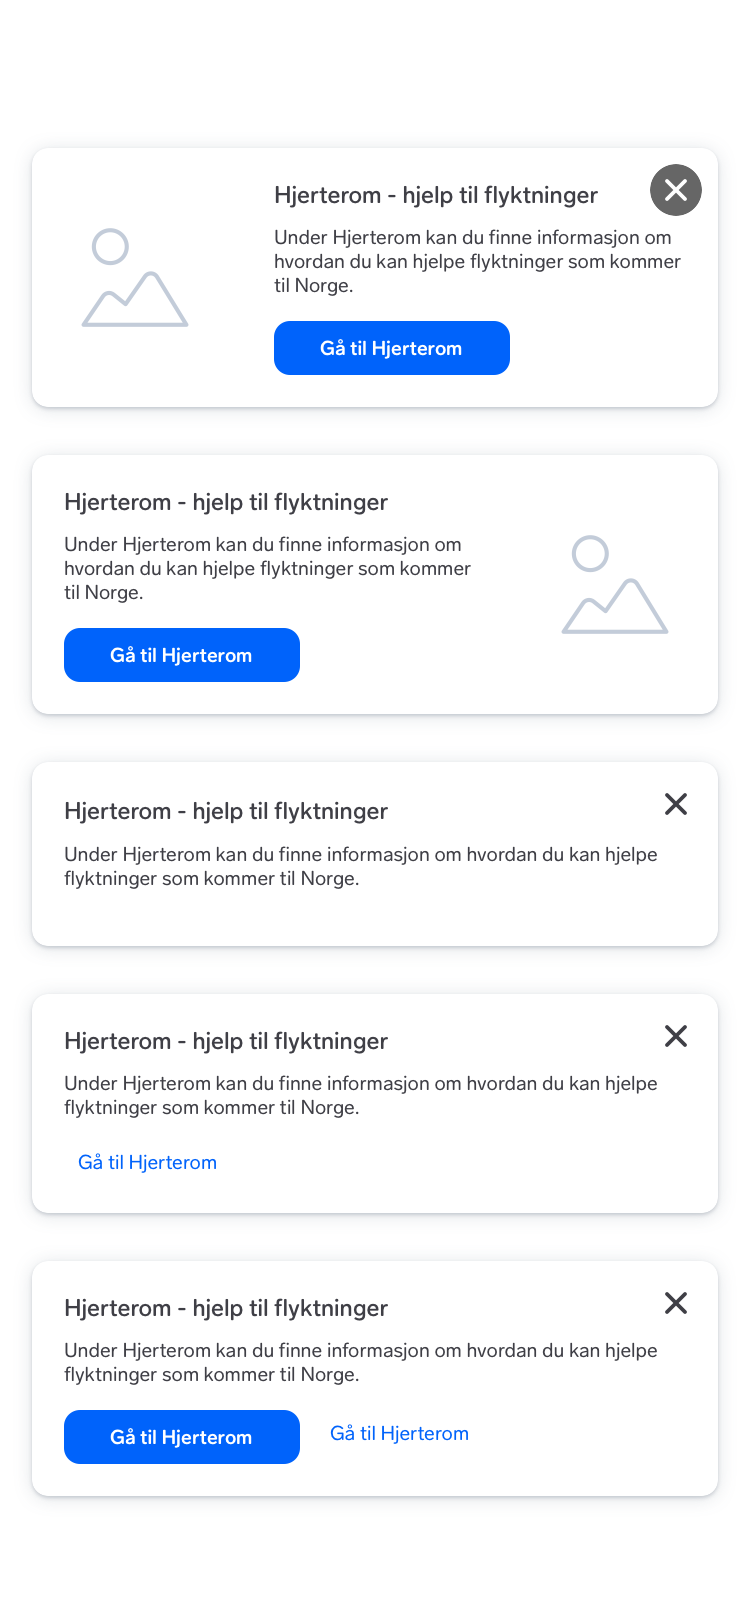 Hjerterom - hjelp til flyktninger
Under Hjerterom kan du finne informasjon om
hvordan du kan hjelpe flyktninger som kommer
til Norge.
Gå til Hjerterom
Hjerterom - hjelp til flyktninger
Under Hjerterom kan du finne informasjon om
hvordan du kan hjelpe flyktninger som kommer
til Norge.
Gå til Hjerterom
Hjerterom - hjelp til flyktninger
Under Hjerterom kan du finne informasjon om hvordan du kan hjelpe
flyktninger som kommer til Norge.
Hjerterom - hjelp til flyktninger
Under Hjerterom kan du finne informasjon om hvordan du kan hjelpe
flyktninger som kommer til Norge.
Gå til Hjerterom
Hjerterom - hjelp til flyktninger
Under Hjerterom kan du finne informasjon om hvordan du kan hjelpe
flyktninger som kommer til Norge.
Gå til Hjerterom
Gå til Hjerterom